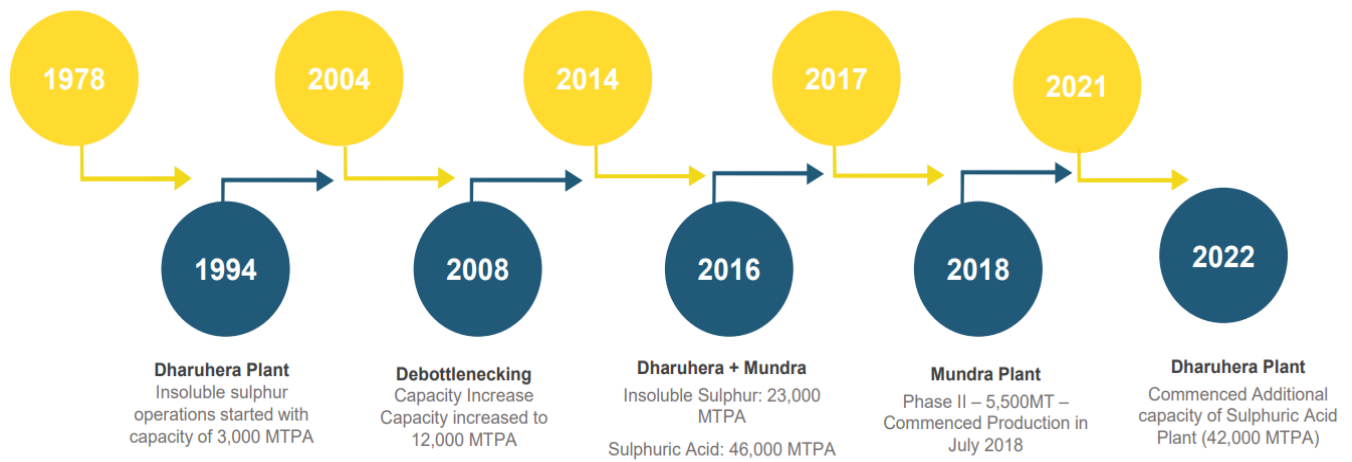 1978
2004
2014
2017
2021
1994
2008
2016
2018
2022
Dharuhera Plant
Insoluble sulphur
operations started with
capacity of 3,000 MTPA
Debottlenecking
Capacity Increase
Capacity increased to
12,000 MTPA
Dharuhera + Mundra
Insoluble Sulphur: 23,000
MTPA
Sulphuric Acid: 46,000 MTPA
Mundra Plant
Phase II – 5,500MT –
Commenced Production in
July 2018
Dharuhera Plant
Commenced Additional
capacity of Sulphuric Acid
Plant (42,000 MTPA)